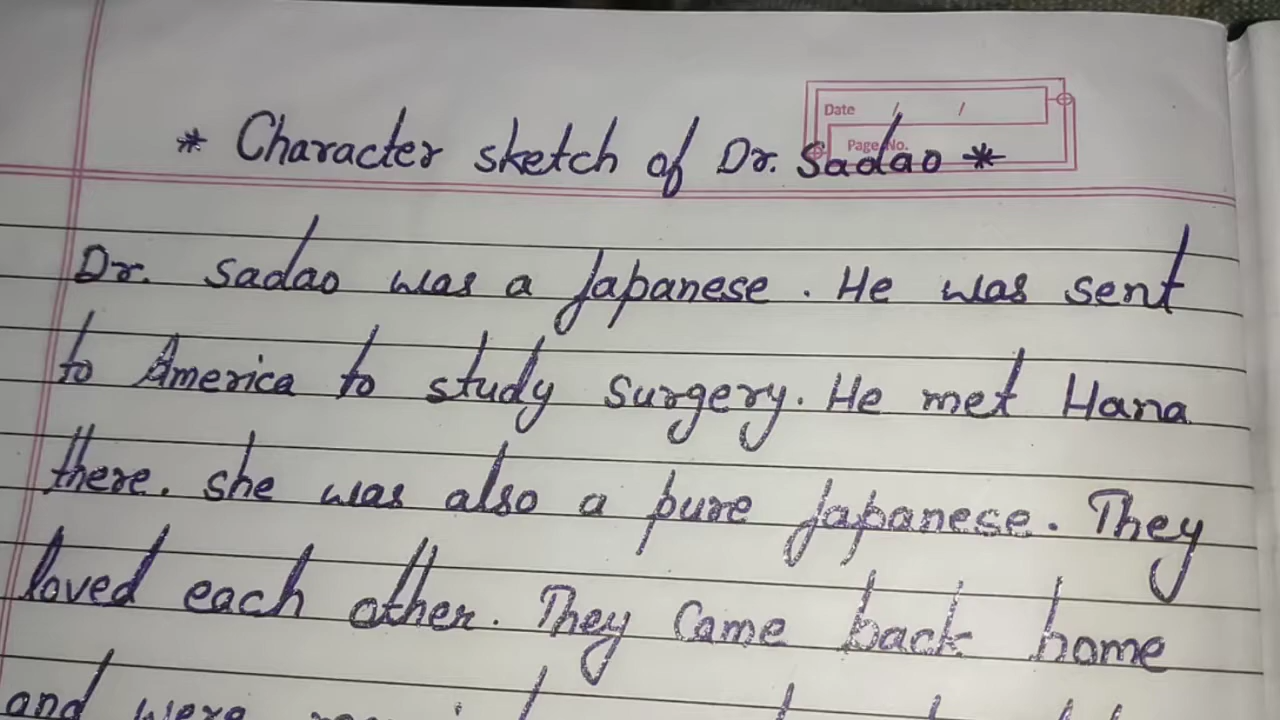 Date / /
Page No.
* Character sketch of Dr. Sadao *
Dr. Sadao was a Japanese. He was sent
to America to study surgery. He met Hana
there. she was also a pure Japanese. They
loved each other. They came back home
and were